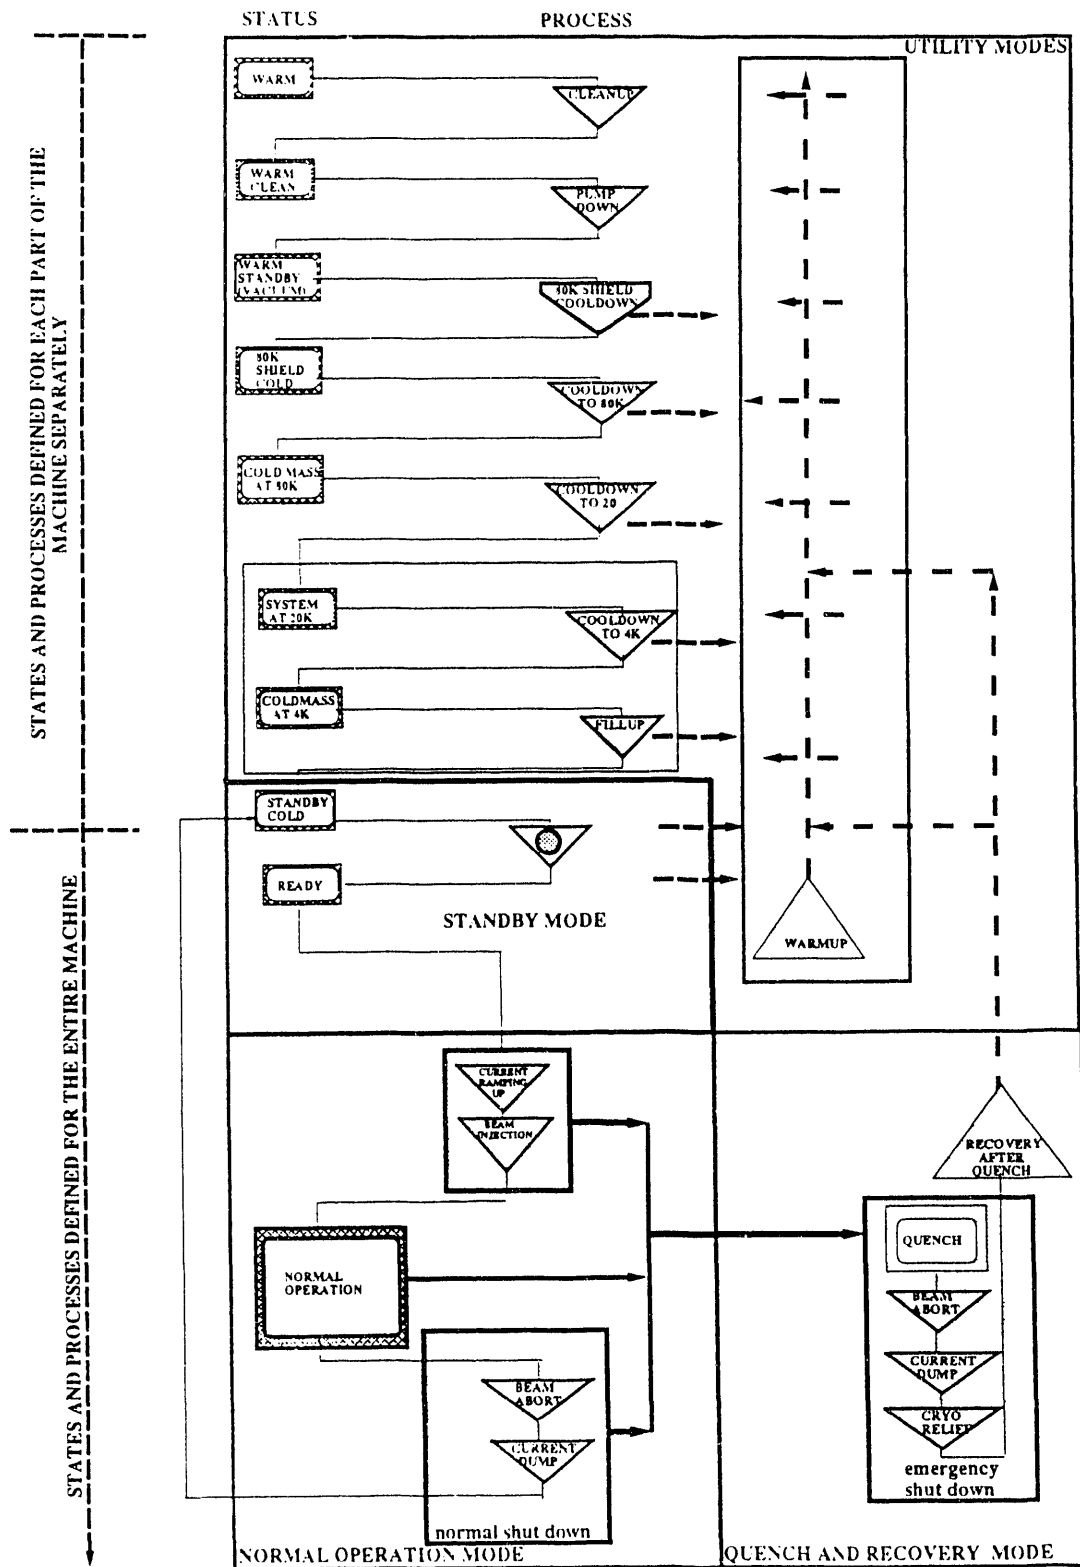 STATUS
PROCESS
UTILITY MODES
STATES AND PROCESSES DEFINED FOR EACH PART OF THE
MACHINE SEPARATELY
WARM
CLEANUP
WARM
CLEAN
PUMP
DOWN
WARM
STANDBY
(VACUUM)
80K SHIELD
COOLDOWN
80K
SHIELD
COLD
COOLDOWN
TO 80K
COLD MASS
AT 80K
COOLDOWN
TO 20
SYSTEM
AT 20K
COOLDOWN
TO 4K
COLDMASS
AT 4K
FILLUP
STANDBY
COLD
READY
STANDBY MODE
WARMUP
STATES AND PROCESSES DEFINED FOR THE ENTIRE MACHINE
CURRENT
RAMPING
UP
BEAM
INJECTION
RECOVERY
AFTER
QUENCH
NORMAL
OPERATION
QUENCH
BEAM
ABORT
CURRENT
DUMP
CRYO
RELIEF
emergency
shut down
BEAM
ABORT
CURRENT
DUMP
normal shut down
NORMAL OPERATION MODE
QUENCH AND RECOVERY MODE